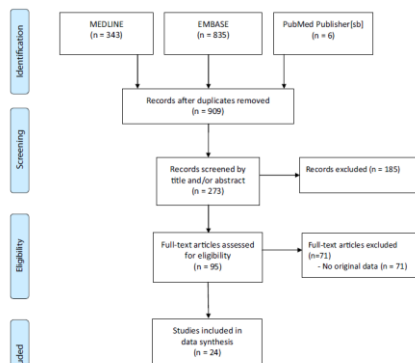 MEDLINE
(n = 343)
EMBASE
(n = 835)
PubMed Publisher[sb]
(n = 6)
Identification
Records after duplicates removed
(n = 909)
Screening
Records screened by
title and/or abstract
(n = 273)
Records excluded (n = 185)
Eligibility
Full-text articles assessed
for eligibility
(n = 95)
Full-text articles excluded
(n=71)
- No original data (n = 71)
Studies included in
data synthesis
(n = 24)
uded